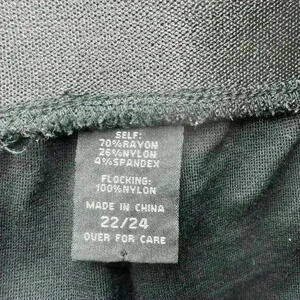 SELF:
70%RAYON
26%NYLON
4%SPANDEX
FLOCKING:
100%NYLON
MADE IN CHINA
22/24
OVER FOR CARE